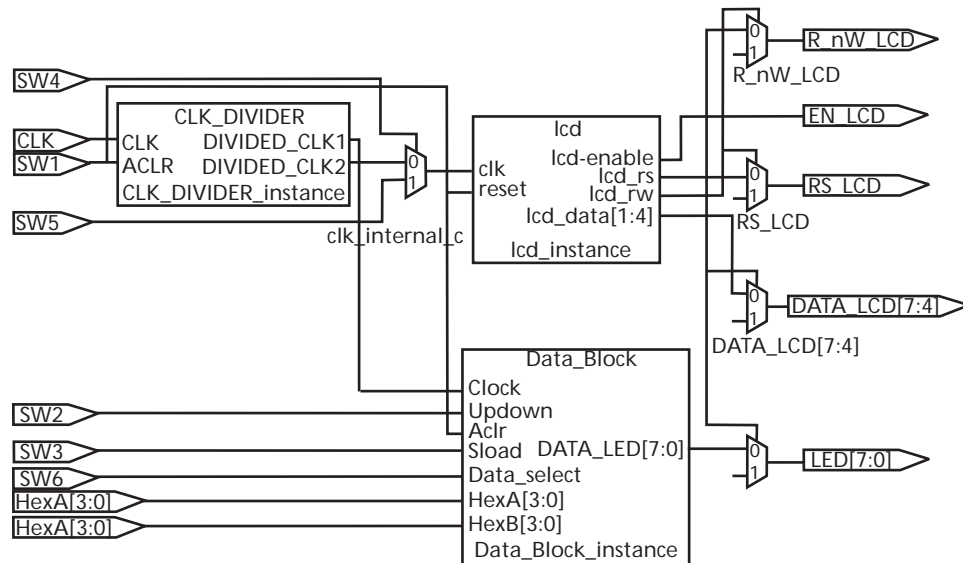 SW4
CLK
SW1
SW5
CLK_DIVIDER
CLK
DIVIDED_CLK1
ACLR
DIVIDED_CLK2
CLK_DIVIDER_instance
0
1
clk_internal_c
lcd
clk
lcd-enable
reset
lcd_rs
lcd_rw
lcd_data[1:4]
lcd_instance
0
1
R_nW_LCD
R_nW_LCD
EN_LCD
0
1
RS_LCD
RS_LCD
0
1
DATA_LCD[7:4]
DATA_LCD[7:4]
SW2
SW3
SW6
HexA[3:0]
HexA[3:0]
Data_Block
Clock
Updown
Aclr
Sload
DATA_LED[7:0]
Data_select
HexA[3:0]
HexB[3:0]
Data_Block_instance
0
1
LED[7:0]